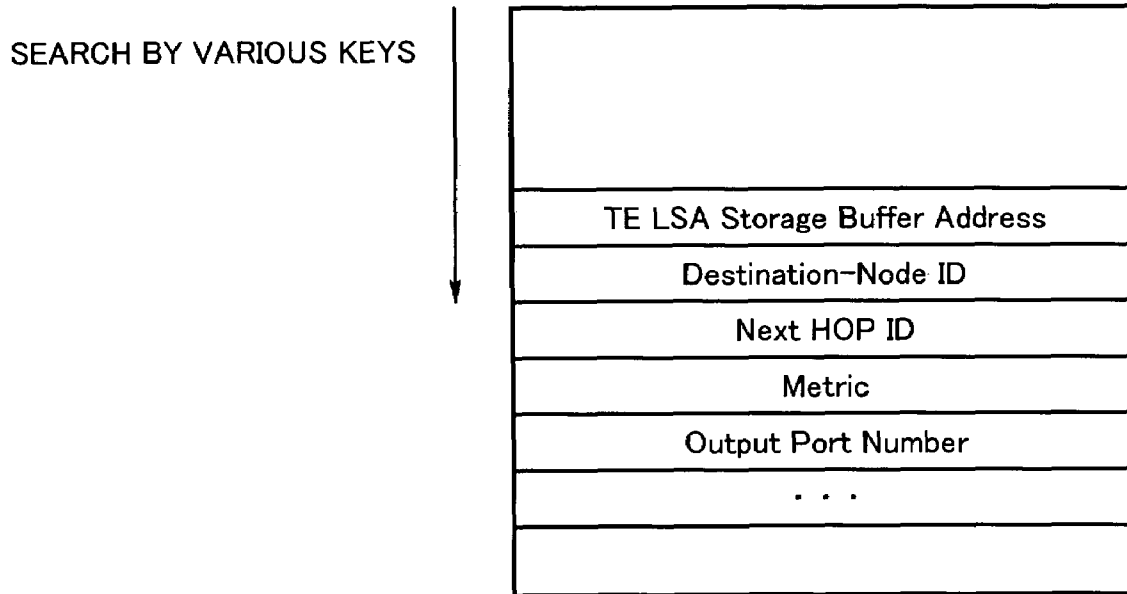 SEARCH BY VARIOUS KEYS
TE LSA Storage Buffer Address
Destination-Node ID
Next HOP ID
Metric
Output Port Number
. . .